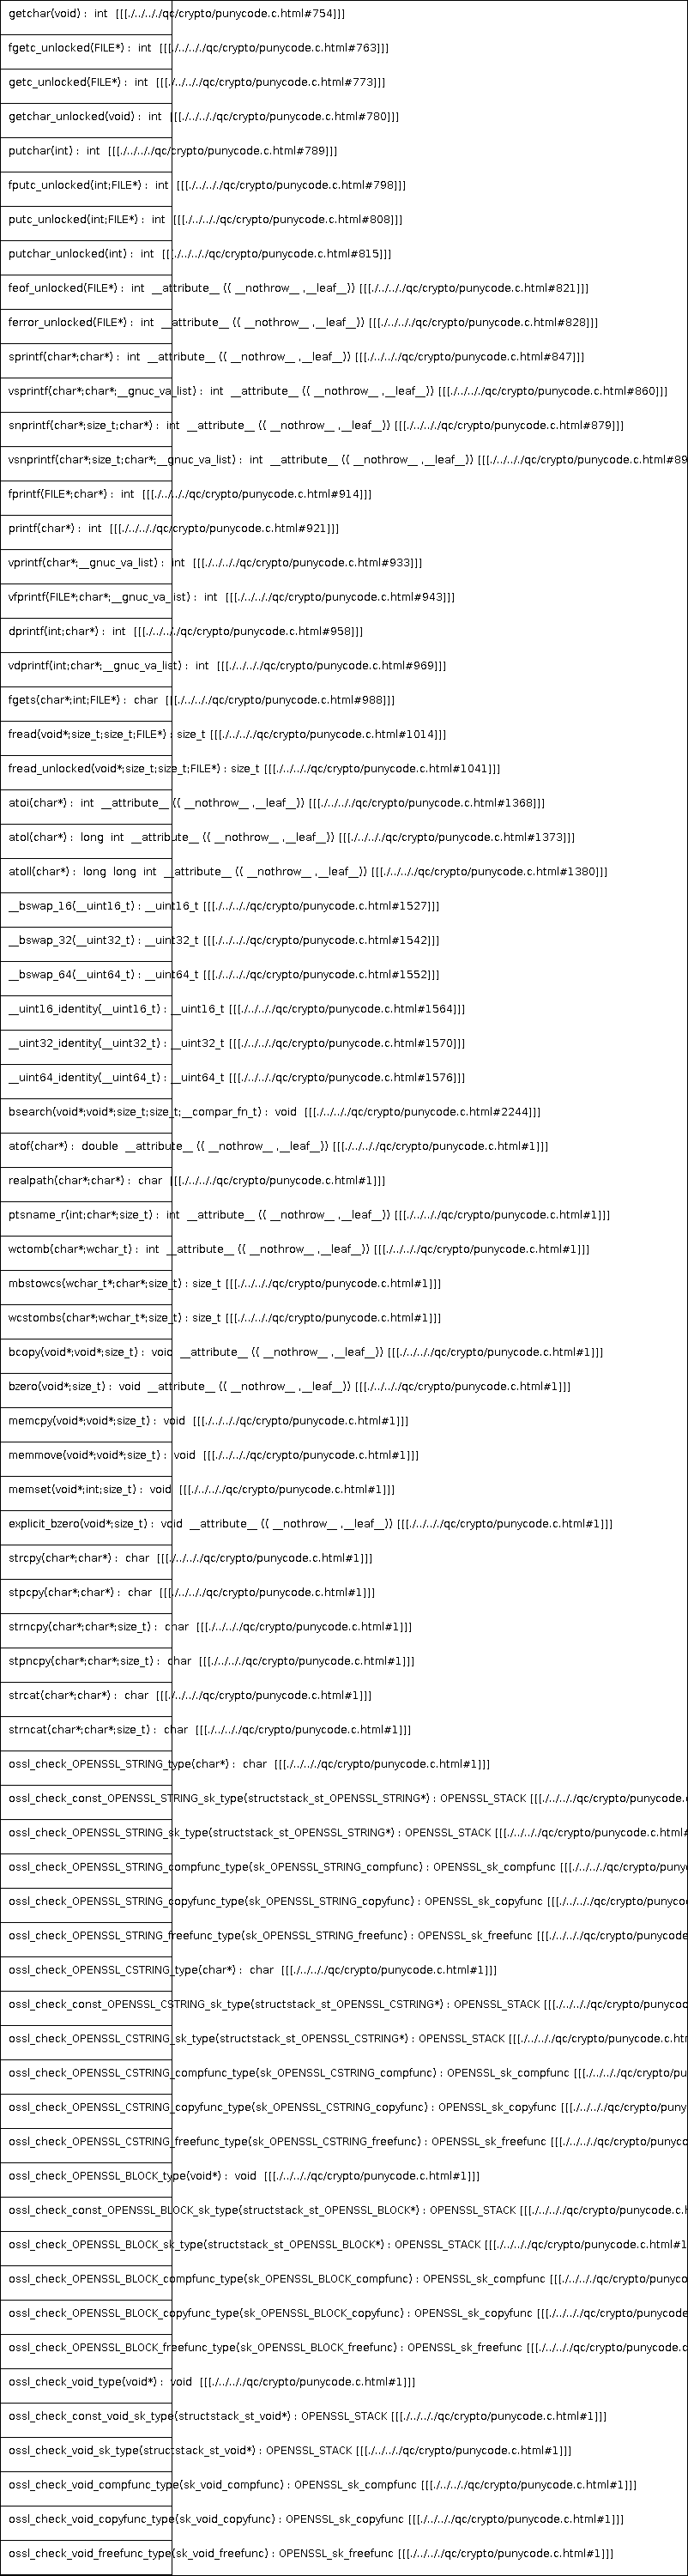 getchar(void) :  int  [[[./../../qc/crypto/punycode.c.html#754]]]
fgetc_unlocked(FILE*) :  int  [[[./../../qc/crypto/punycode.c.html#763]]]
getc_unlocked(FILE*) :  int  [[[./../../qc/crypto/punycode.c.html#773]]]
getchar_unlocked(void) :  int  [[[./../../qc/crypto/punycode.c.html#780]]]
putchar(int) :  int  [[[./../../qc/crypto/punycode.c.html#789]]]
fputc_unlocked(int;FILE*) :  int  [[[./../../qc/crypto/punycode.c.html#798]]]
putc_unlocked(int;FILE*) :  int  [[[./../../qc/crypto/punycode.c.html#808]]]
putchar_unlocked(int) :  int  [[[./../../qc/crypto/punycode.c.html#815]]]
feof_unlocked(FILE*) :  int  __attribute__ (( __nothrow__ ,__leaf__)) [[[./../../qc/crypto/punycode.c.html#821]]]
ferror_unlocked(FILE*) :  int  __attribute__ (( __nothrow__ ,__leaf__)) [[[./../../qc/crypto/punycode.c.html#828]]]
sprintf(char*;char*) :  int  __attribute__ (( __nothrow__ ,__leaf__)) [[[./../../qc/crypto/punycode.c.html#847]]]
vsprintf(char*;char*;__gnuc_va_list) :  int  __attribute__ (( __nothrow__ ,__leaf__)) [[[./../../qc/crypto/punycode.c.html#860]]]
snprintf(char*;size_t;char*) :  int  __attribute__ (( __nothrow__ ,__leaf__)) [[[./../../qc/crypto/punycode.c.html#879]]]
vsnprintf(char*;size_t;char*;__gnuc_va_list) :  int  __attribute__ (( __nothrow__ ,__leaf__)) [[[./../../qc/crypto/punycode.c.html#89
fprintf(FILE*;char*) :  int  [[[./../../qc/crypto/punycode.c.html#914]]]
printf(char*) :  int  [[[./../../qc/crypto/punycode.c.html#921]]]
vprintf(char*;__gnuc_va_list) :  int  [[[./../../qc/crypto/punycode.c.html#933]]]
vfprintf(FILE*;char*;__gnuc_va_list) :  int  [[[./../../qc/crypto/punycode.c.html#943]]]
dprintf(int;char*) :  int  [[[./../../qc/crypto/punycode.c.html#958]]]
vdprintf(int;char*;__gnuc_va_list) :  int  [[[./../../qc/crypto/punycode.c.html#969]]]
fgets(char*;int;FILE*) :  char  [[[./../../qc/crypto/punycode.c.html#988]]]
fread(void*;size_t;size_t;FILE*) : size_t [[[./../../qc/crypto/punycode.c.html#1014]]]
fread_unlocked(void*;size_t;size_t;FILE*) : size_t [[[./../../qc/crypto/punycode.c.html#1041]]]
atoi(char*) :  int  __attribute__ (( __nothrow__ ,__leaf__)) [[[./../../qc/crypto/punycode.c.html#1368]]]
atol(char*) :  long  int  __attribute__ (( __nothrow__ ,__leaf__)) [[[./../../qc/crypto/punycode.c.html#1373]]]
atoll(char*) :  long  long  int  __attribute__ (( __nothrow__ ,__leaf__)) [[[./../../qc/crypto/punycode.c.html#1380]]]
__bswap_16(__uint16_t) : __uint16_t [[[./../../qc/crypto/punycode.c.html#1527]]]
__bswap_32(__uint32_t) : __uint32_t [[[./../../qc/crypto/punycode.c.html#1542]]]
__bswap_64(__uint64_t) : __uint64_t [[[./../../qc/crypto/punycode.c.html#1552]]]
__uint16_identity(__uint16_t) : __uint16_t [[[./../../qc/crypto/punycode.c.html#1564]]]
__uint32_identity(__uint32_t) : __uint32_t [[[./../../qc/crypto/punycode.c.html#1570]]]
__uint64_identity(__uint64_t) : __uint64_t [[[./../../qc/crypto/punycode.c.html#1576]]]
bsearch(void*;void*;size_t;size_t;__compar_fn_t) :  void  [[[./../../qc/crypto/punycode.c.html#2244]]]
atof(char*) :  double  __attribute__ (( __nothrow__ ,__leaf__)) [[[./../../qc/crypto/punycode.c.html#1]]]
realpath(char*;char*) :  char  [[[./../../qc/crypto/punycode.c.html#1]]]
ptsname_r(int;char*;size_t) :  int  __attribute__ (( __nothrow__ ,__leaf__)) [[[./../../qc/crypto/punycode.c.html#1]]]
wctomb(char*;wchar_t) :  int  __attribute__ (( __nothrow__ ,__leaf__)) [[[./../../qc/crypto/punycode.c.html#1]]]
mbstowcs(wchar_t*;char*;size_t) : size_t [[[./../../qc/crypto/punycode.c.html#1]]]
wcstombs(char*;wchar_t*;size_t) : size_t [[[./../../qc/crypto/punycode.c.html#1]]]
bcopy(void*;void*;size_t) :  void  __attribute__ (( __nothrow__ ,__leaf__)) [[[./../../qc/crypto/punycode.c.html#1]]]
bzero(void*;size_t) :  void  __attribute__ (( __nothrow__ ,__leaf__)) [[[./../../qc/crypto/punycode.c.html#1]]]
memcpy(void*;void*;size_t) :  void  [[[./../../qc/crypto/punycode.c.html#1]]]
memmove(void*;void*;size_t) :  void  [[[./../../qc/crypto/punycode.c.html#1]]]
memset(void*;int;size_t) :  void  [[[./../../qc/crypto/punycode.c.html#1]]]
explicit_bzero(void*;size_t) :  void  __attribute__ (( __nothrow__ ,__leaf__)) [[[./../../qc/crypto/punycode.c.html#1]]]
strcpy(char*;char*) :  char  [[[./../../qc/crypto/punycode.c.html#1]]]
stpcpy(char*;char*) :  char  [[[./../../qc/crypto/punycode.c.html#1]]]
strncpy(char*;char*;size_t) :  char  [[[./../../qc/crypto/punycode.c.html#1]]]
stpncpy(char*;char*;size_t) :  char  [[[./../../qc/crypto/punycode.c.html#1]]]
strcat(char*;char*) :  char  [[[./../../qc/crypto/punycode.c.html#1]]]
strncat(char*;char*;size_t) :  char  [[[./../../qc/crypto/punycode.c.html#1]]]
ossl_check_OPENSSL_STRING_type(char*) :  char  [[[./../../qc/crypto/punycode.c.html#1]]]
ossl_check_const_OPENSSL_STRING_sk_type(structstack_st_OPENSSL_STRING*) : OPENSSL_STACK [[[./../../qc/crypto/punycode.c
ossl_check_OPENSSL_STRING_sk_type(structstack_st_OPENSSL_STRING*) : OPENSSL_STACK [[[./../../qc/crypto/punycode.c.html#
ossl_check_OPENSSL_STRING_compfunc_type(sk_OPENSSL_STRING_compfunc) : OPENSSL_sk_compfunc [[[./../../qc/crypto/pun
ossl_check_OPENSSL_STRING_copyfunc_type(sk_OPENSSL_STRING_copyfunc) : OPENSSL_sk_copyfunc [[[./../../qc/crypto/punyco
ossl_check_OPENSSL_STRING_freefunc_type(sk_OPENSSL_STRING_freefunc) : OPENSSL_sk_freefunc [[[./../../qc/crypto/punycode
ossl_check_OPENSSL_CSTRING_type(char*) :  char  [[[./../../qc/crypto/punycode.c.html#1]]]
ossl_check_const_OPENSSL_CSTRING_sk_type(structstack_st_OPENSSL_CSTRING*) : OPENSSL_STACK [[[./../../qc/crypto/punycod
ossl_check_OPENSSL_CSTRING_sk_type(structstack_st_OPENSSL_CSTRING*) : OPENSSL_STACK [[[./../../qc/crypto/punycode.c.htm
ossl_check_OPENSSL_CSTRING_compfunc_type(sk_OPENSSL_CSTRING_compfunc) : OPENSSL_sk_compfunc [[[./../../qc/crypto/pu
ossl_check_OPENSSL_CSTRING_copyfunc_type(sk_OPENSSL_CSTRING_copyfunc) : OPENSSL_sk_copyfunc [[[./../../qc/crypto/puny
ossl_check_OPENSSL_CSTRING_freefunc_type(sk_OPENSSL_CSTRING_freefunc) : OPENSSL_sk_freefunc [[[./../../qc/crypto/punyco
ossl_check_OPENSSL_BLOCK_type(void*) :  void  [[[./../../qc/crypto/punycode.c.html#1]]]
ossl_check_const_OPENSSL_BLOCK_sk_type(structstack_st_OPENSSL_BLOCK*) : OPENSSL_STACK [[[./../../qc/crypto/punycode.c.h
ossl_check_OPENSSL_BLOCK_sk_type(structstack_st_OPENSSL_BLOCK*) : OPENSSL_STACK [[[./../../qc/crypto/punycode.c.html#1
ossl_check_OPENSSL_BLOCK_compfunc_type(sk_OPENSSL_BLOCK_compfunc) : OPENSSL_sk_compfunc [[[./../../qc/crypto/punyco
ossl_check_OPENSSL_BLOCK_copyfunc_type(sk_OPENSSL_BLOCK_copyfunc) : OPENSSL_sk_copyfunc [[[./../../qc/crypto/punycode
ossl_check_OPENSSL_BLOCK_freefunc_type(sk_OPENSSL_BLOCK_freefunc) : OPENSSL_sk_freefunc [[[./../../qc/crypto/punycode.c
ossl_check_void_type(void*) :  void  [[[./../../qc/crypto/punycode.c.html#1]]]
ossl_check_const_void_sk_type(structstack_st_void*) : OPENSSL_STACK [[[./../../qc/crypto/punycode.c.html#1]]]
ossl_check_void_sk_type(structstack_st_void*) : OPENSSL_STACK [[[./../../qc/crypto/punycode.c.html#1]]]
ossl_check_void_compfunc_type(sk_void_compfunc) : OPENSSL_sk_compfunc [[[./../../qc/crypto/punycode.c.html#1]]]
ossl_check_void_copyfunc_type(sk_void_copyfunc) : OPENSSL_sk_copyfunc [[[./../../qc/crypto/punycode.c.html#1]]]
ossl_check_void_freefunc_type(sk_void_freefunc) : OPENSSL_sk_freefunc [[[./../../qc/crypto/punycode.c.html#1]]]